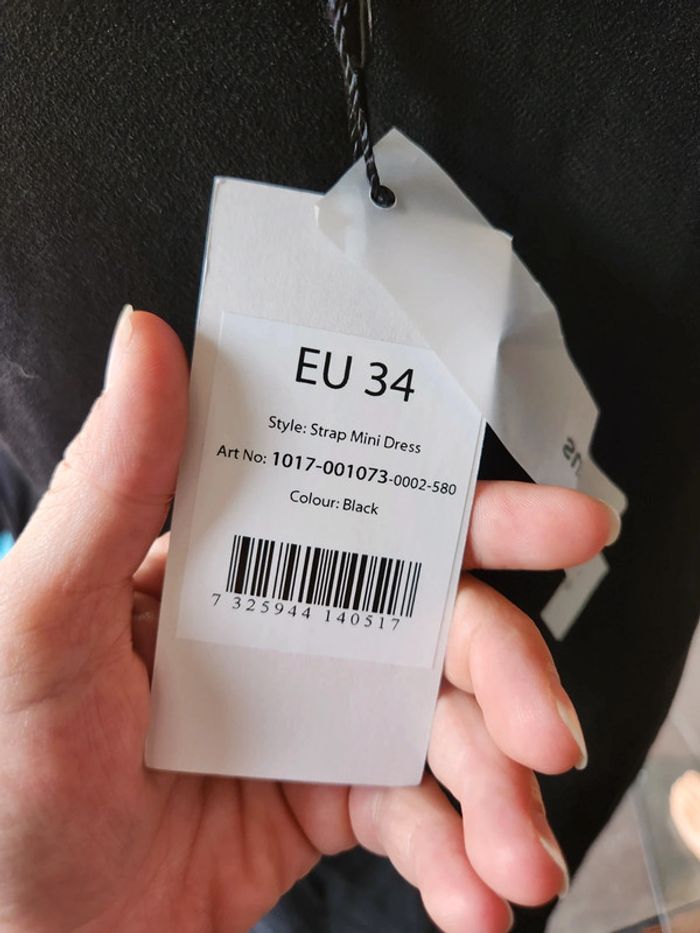 EU 34
Style: Strap Mini Dress
Art No: 1017-001073-0002-580
Colour: Black
7 325944 140517